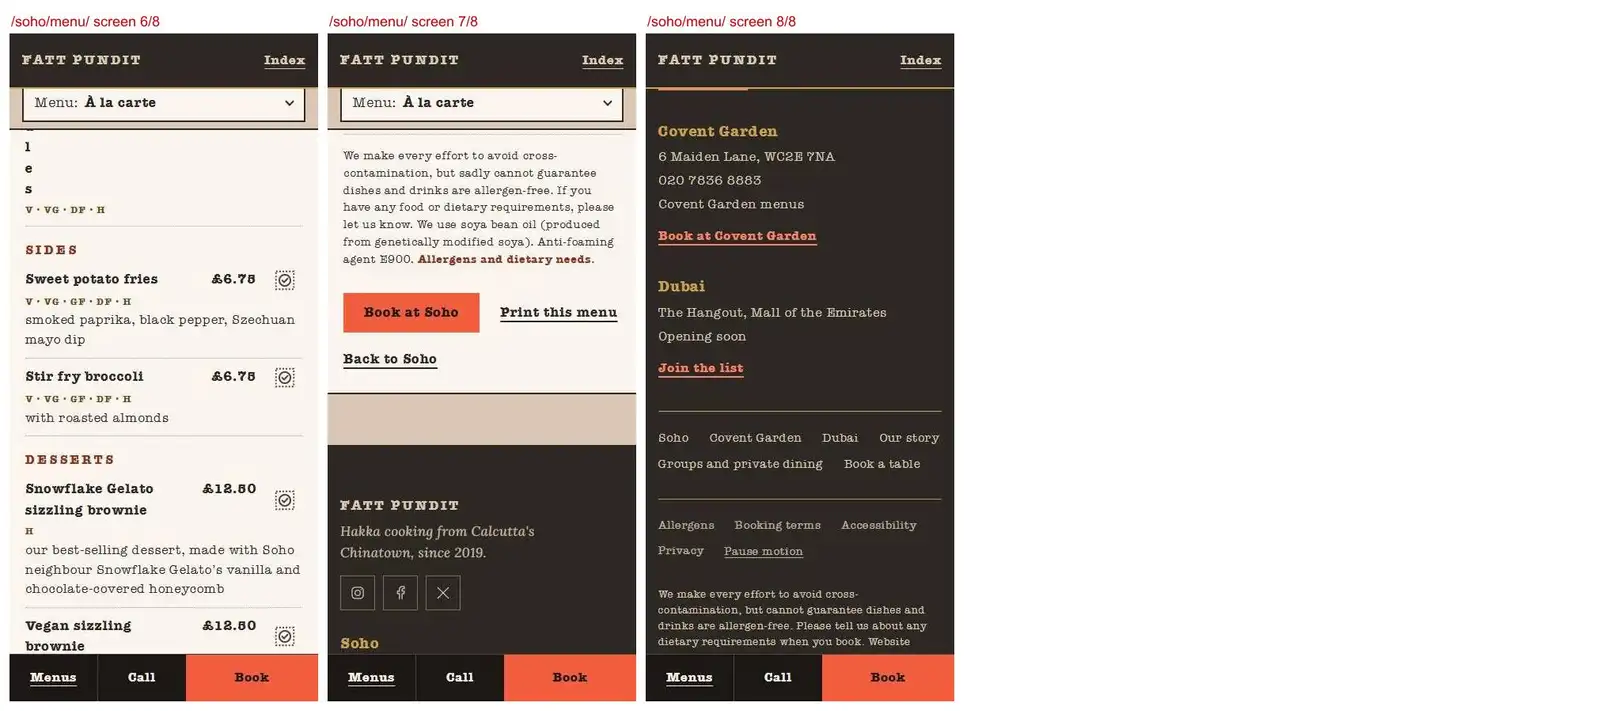 /soho/menu/ screen 6/8
FATT PUNDIT
Index
Menu: À la carte
l
e
s
V · VG · DF · H
SIDES
Sweet potato fries £6.75
V · VG · GF · DF · H
smoked paprika, black pepper, Szechuan
mayo dip
Stir fry broccoli £6.75
V · VG · GF · DF · H
with roasted almonds
DESSERTS
Snowflake Gelato £12.50
sizzling brownie
H
our best-selling dessert, made with Soho
neighbour Snowflake Gelato's vanilla and
chocolate-covered honeycomb
Vegan sizzling £12.50
brownie
Menus Call Book
/soho/menu/ screen 7/8
FATT PUNDIT
Index
Menu: À la carte
We make every effort to avoid cross-
contamination, but sadly cannot guarantee
dishes and drinks are allergen-free. If you
have any food or dietary requirements, please
let us know. We use soya bean oil (produced
from genetically modified soya). Anti-foaming
agent E900. Allergens and dietary needs.
Book at Soho Print this menu
Back to Soho
FATT PUNDIT
Hakka cooking from Calcutta's
Chinatown, since 2019.
Soho
Menus Call Book
/soho/menu/ screen 8/8
FATT PUNDIT
Index
Covent Garden
6 Maiden Lane, WC2E 7NA
020 7836 8883
Covent Garden menus
Book at Covent Garden
Dubai
The Hangout, Mall of the Emirates
Opening soon
Join the list
Soho Covent Garden Dubai Our story
Groups and private dining Book a table
Allergens Booking terms Accessibility
Privacy Pause motion
We make every effort to avoid cross-
contamination, but cannot guarantee dishes and
drinks are allergen-free. Please tell us about any
dietary requirements when you book. Website
Menus Call Book